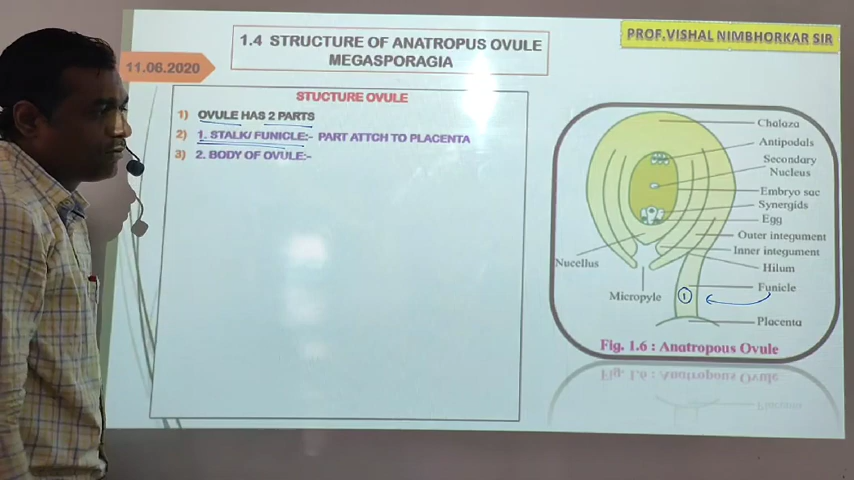 PROF.VISHAL NIMBHORKAR SIR
1.4 STRUCTURE OF ANATROPUS OVULE
MEGASPORAGIA
11.06.2020
STUCTURE OVULE
1) OVULE HAS 2 PARTS
2) 1. STALK/ FUNICLE:- PART ATTCH TO PLACENTA
3) 2. BODY OF OVULE:-
Chalaza
Antipodals
Secondary
Nucleus
Embryo sac
Synergids
Egg
Outer integument
Inner integument
Nucellus
Hilum
Funicle
Micropyle
1
Placenta
Fig. 1.6 : Anatropous Ovule